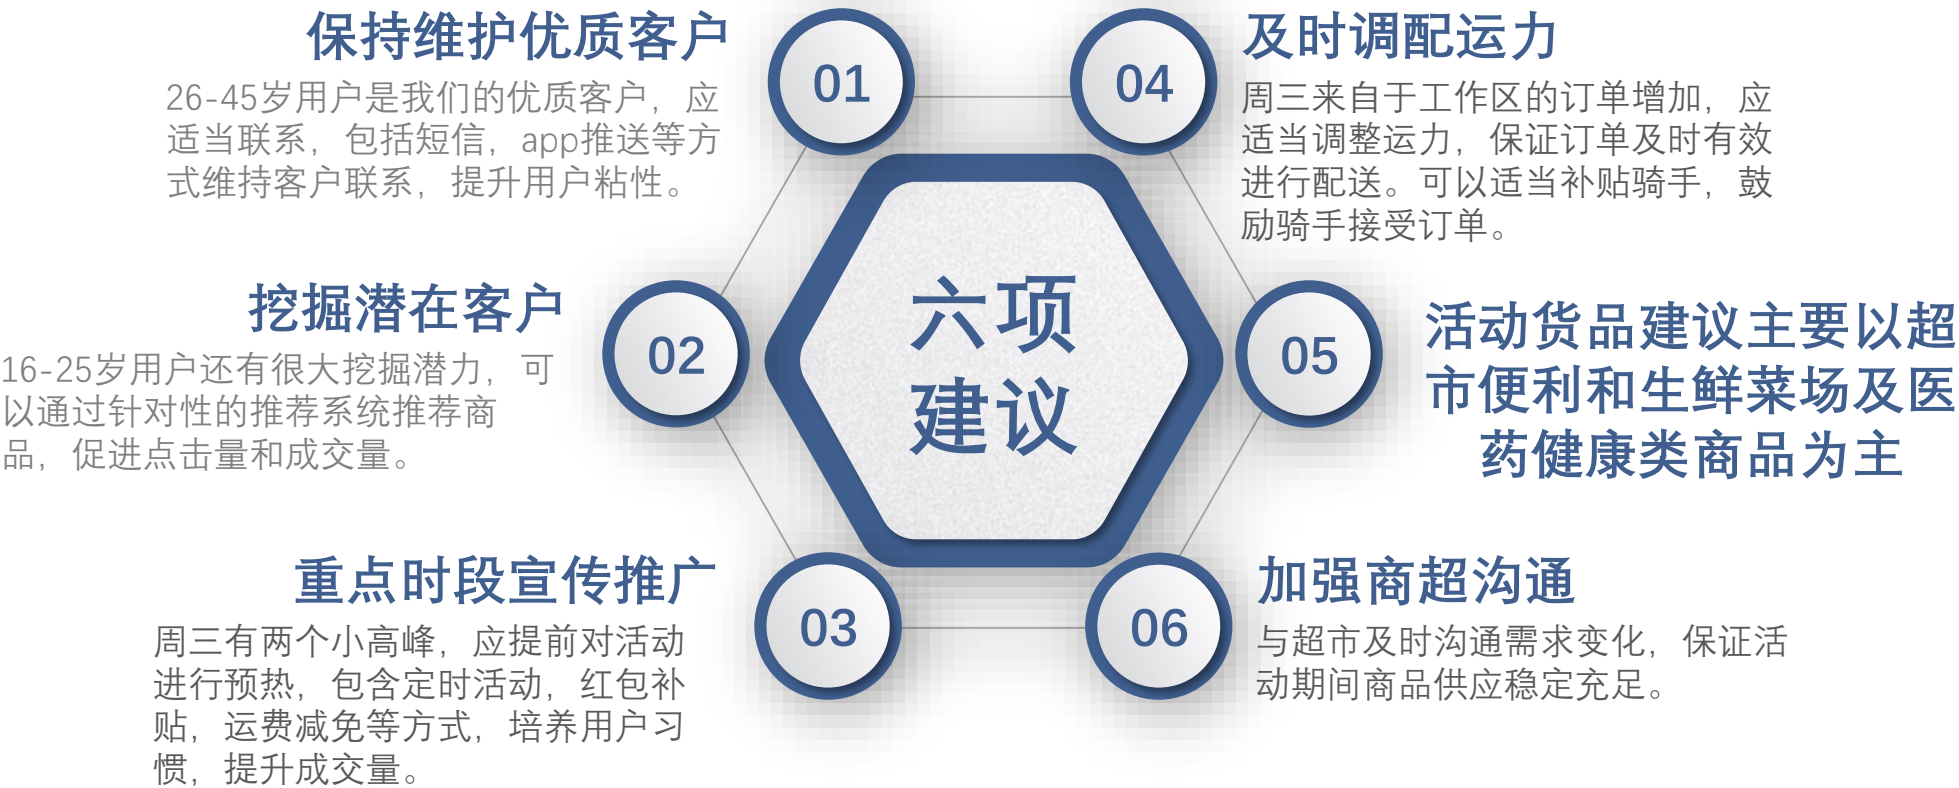 保持维护优质客户
26-45岁用户是我们的优质客户，应
适当联系，包括短信，app推送等方
式维持客户联系，提升用户粘性。
01
挖掘潜在客户
16-25岁用户还有很大挖掘潜力，可
以通过针对性的推荐系统推荐商
品，促进点击量和成交量。
02
重点时段宣传推广
周三有两个小高峰，应提前对活动
进行预热，包含定时活动，红包补
贴，运费减免等方式，培养用户习
惯，提升成交量。
03
六项
建议
04
及时调配运力
周三来自于工作区的订单增加，应
适当调整运力，保证订单及时有效
进行配送。可以适当补贴骑手，鼓
励骑手接受订单。
05
活动货品建议主要以超
市便利和生鲜菜场及医
药健康类商品为主
06
加强商超沟通
与超市及时沟通需求变化，保证活
动期间商品供应稳定充足。